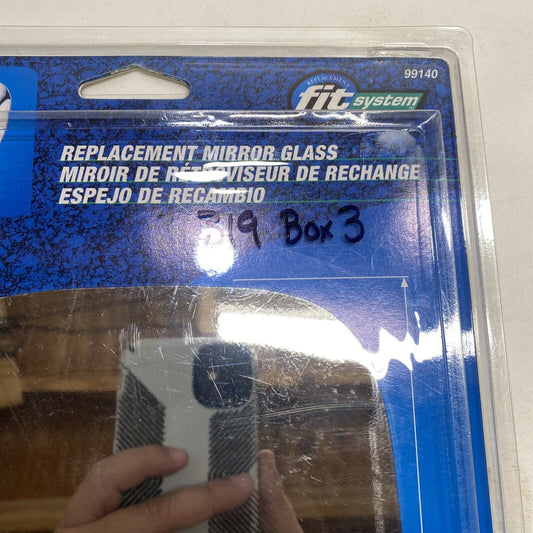 99140
REPLACEMENT
fit system
REPLACEMENT MIRROR GLASS
MIROIR DE RÉTROVISEUR DE RECHANGE
ESPEJO DE RECAMBIO
319 Box 3